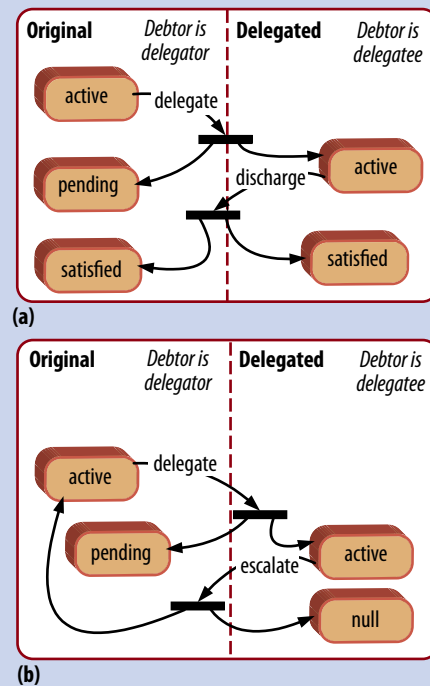 Original
Debtor is
delegator
Delegated
Debtor is
delegatee
active
delegate
pending
active
discharge
satisfied
satisfied
(a)
Original
Debtor is
delegator
Delegated
Debtor is
delegatee
active
delegate
pending
active
escalate
null
(b)